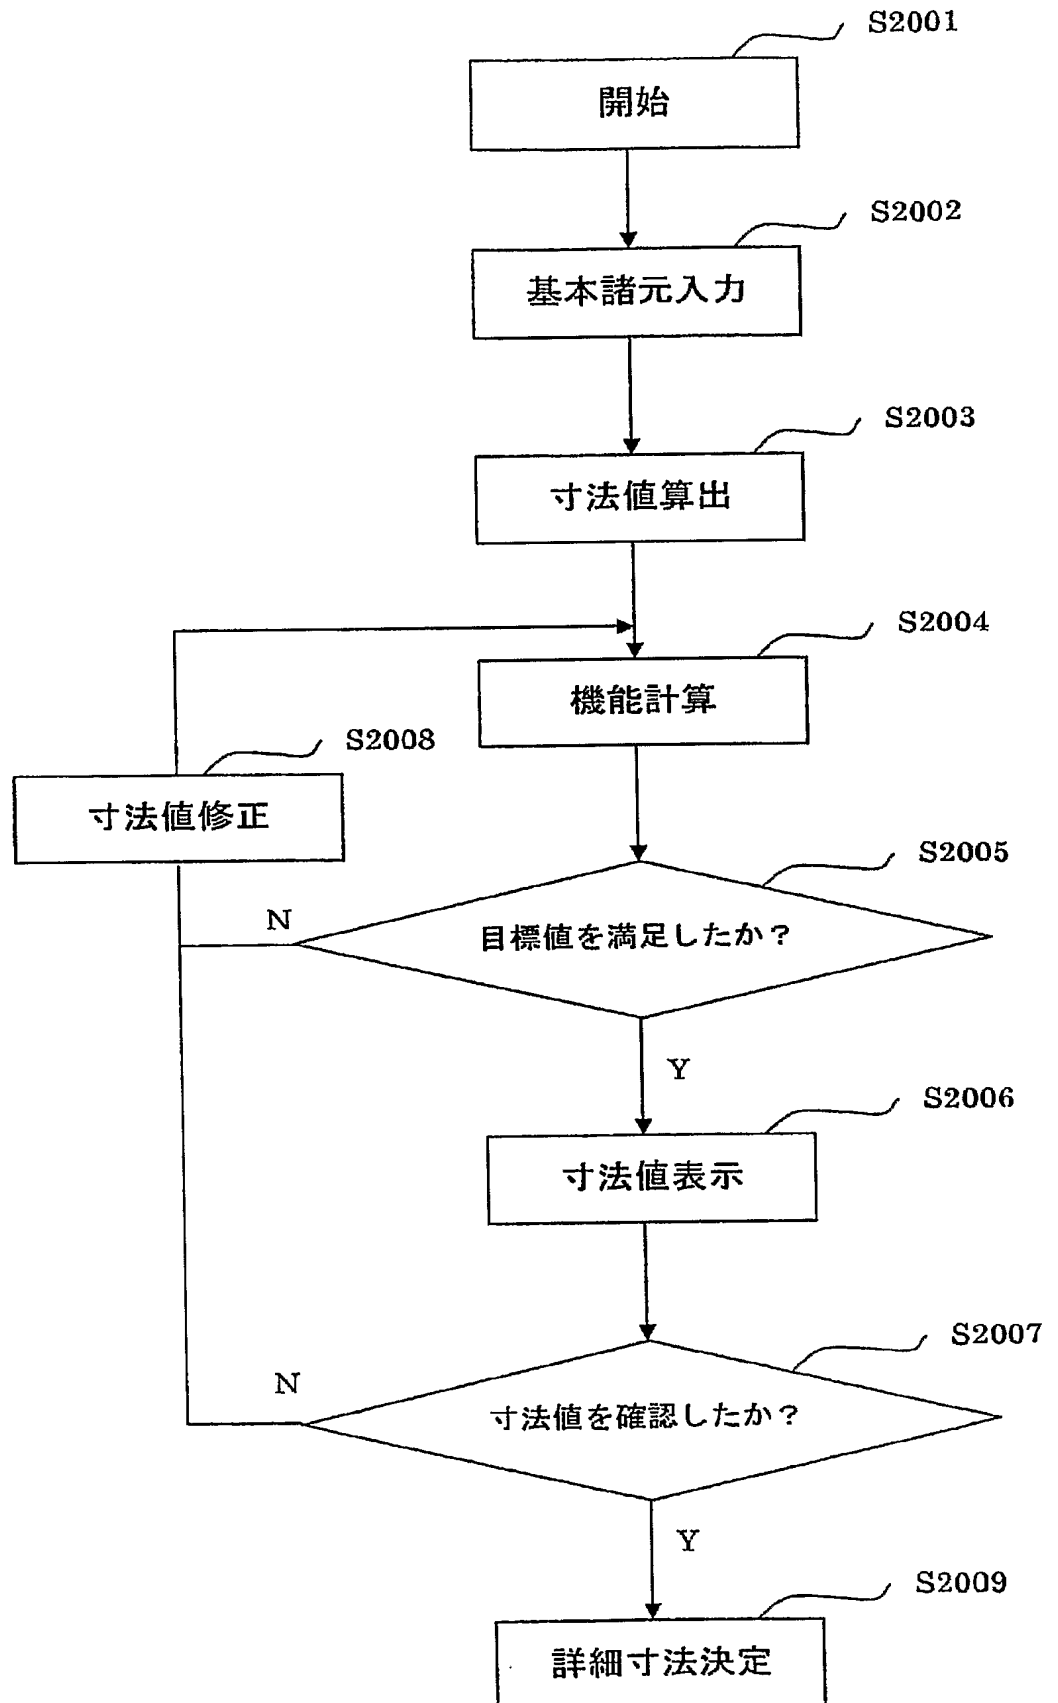 S2001
開始
S2002
基本諸元入力
S2003
寸法値算出
S2004
機能計算
S2008
寸法値修正
S2005
N
目標値を満足したか？
Y
S2006
寸法値表示
S2007
N
寸法値を確認したか？
Y
S2009
詳細寸法決定